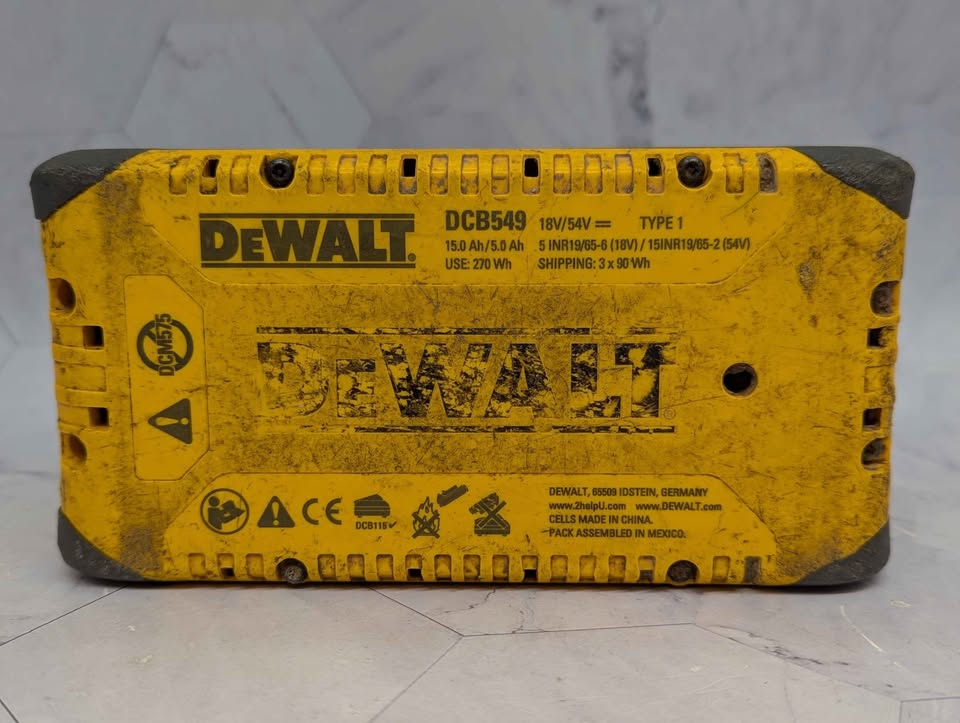 DEWALT®
DCB549 18V/54V ⎓ TYPE 1
15.0 Ah/5.0 Ah 5 INR19/65-6 (18V) / 15INR19/65-2 (54V)
USE: 270 Wh SHIPPING: 3 x 90 Wh
DCM575
DEWALT®
CE
DCB115✔
DEWALT, 65509 IDSTEIN, GERMANY
www.2helpU.com www.DEWALT.com
CELLS MADE IN CHINA.
PACK ASSEMBLED IN MEXICO.